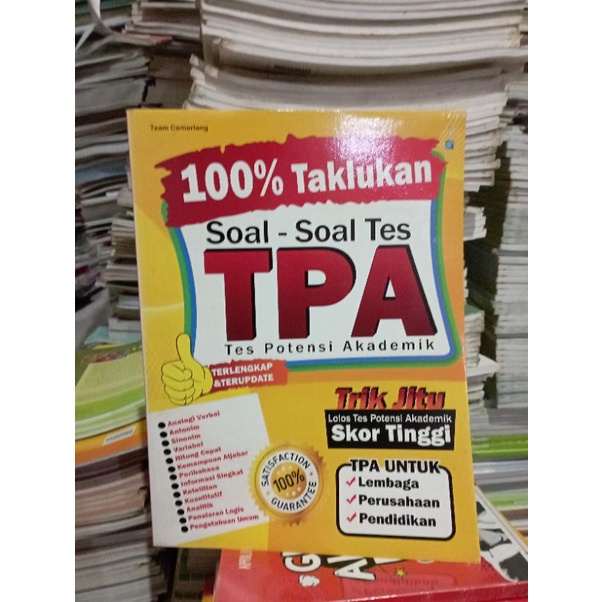 Team Cemerlang
100% Taklukan
Soal - Soal Tes
TPA
Tes Potensi Akademik
TERLENGKAP
&TERUPDATE
Trik Jitu
Lolos Tes Potensi Akademik
Skor Tinggi
Analogi Verbal
Antonim
Sinonim
Variabel
Hitung Cepat
Kemampuan Aljabar
Peribahasa
Informasi Singkat
Ketelitian
Kuantitatif
Analitik
Penalaran Logis
Pengetahuan Umum
SATISFACTION
100%
GUARANTEE
TPA UNTUK
Lembaga
Perusahaan
Pendidikan